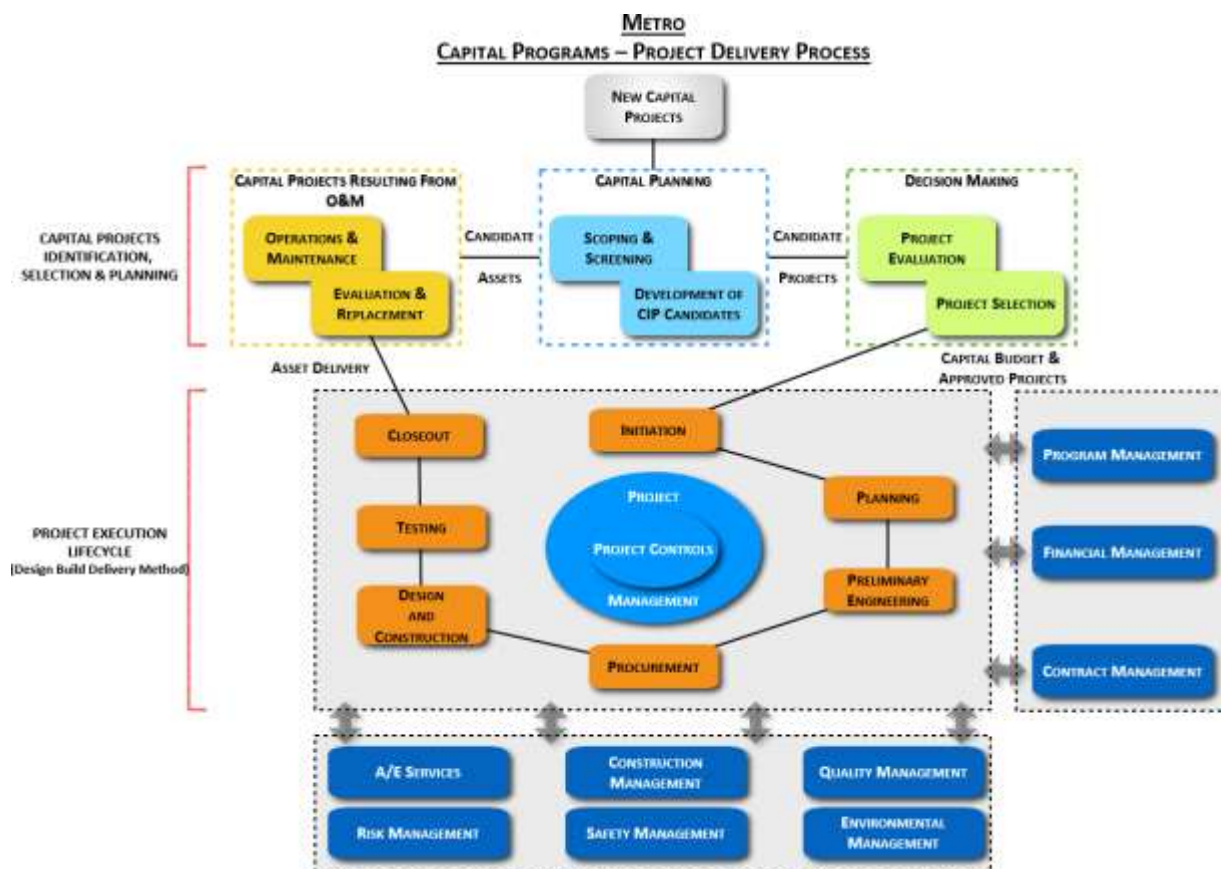 METRO
CAPITAL PROGRAMS – PROJECT DELIVERY PROCESS
NEW CAPITAL
PROJECTS
CAPITAL PROJECTS RESULTING FROM
O&M
CAPITAL PLANNING
DECISION MAKING
CAPITAL PROJECTS
IDENTIFICATION,
SELECTION & PLANNING
OPERATIONS &
MAINTENANCE
EVALUATION &
REPLACEMENT
CANDIDATE
ASSETS
SCOPING &
SCREENING
DEVELOPMENT OF
CIP CANDIDATES
CANDIDATE
PROJECTS
PROJECT
EVALUATION
PROJECT SELECTION
ASSET DELIVERY
CAPITAL BUDGET &
APPROVED PROJECTS
PROJECT EXECUTION
LIFECYCLE
(Design Build Delivery Method)
CLOSEOUT
INITIATION
TESTING
PLANNING
PROJECT
PROJECT CONTROLS
MANAGEMENT
DESIGN
AND
CONSTRUCTION
PRELIMINARY
ENGINEERING
PROCUREMENT
PROGRAM MANAGEMENT
FINANCIAL MANAGEMENT
CONTRACT MANAGEMENT
A/E SERVICES
CONSTRUCTION
MANAGEMENT
QUALITY MANAGEMENT
RISK MANAGEMENT
SAFETY MANAGEMENT
ENVIRONMENTAL
MANAGEMENT